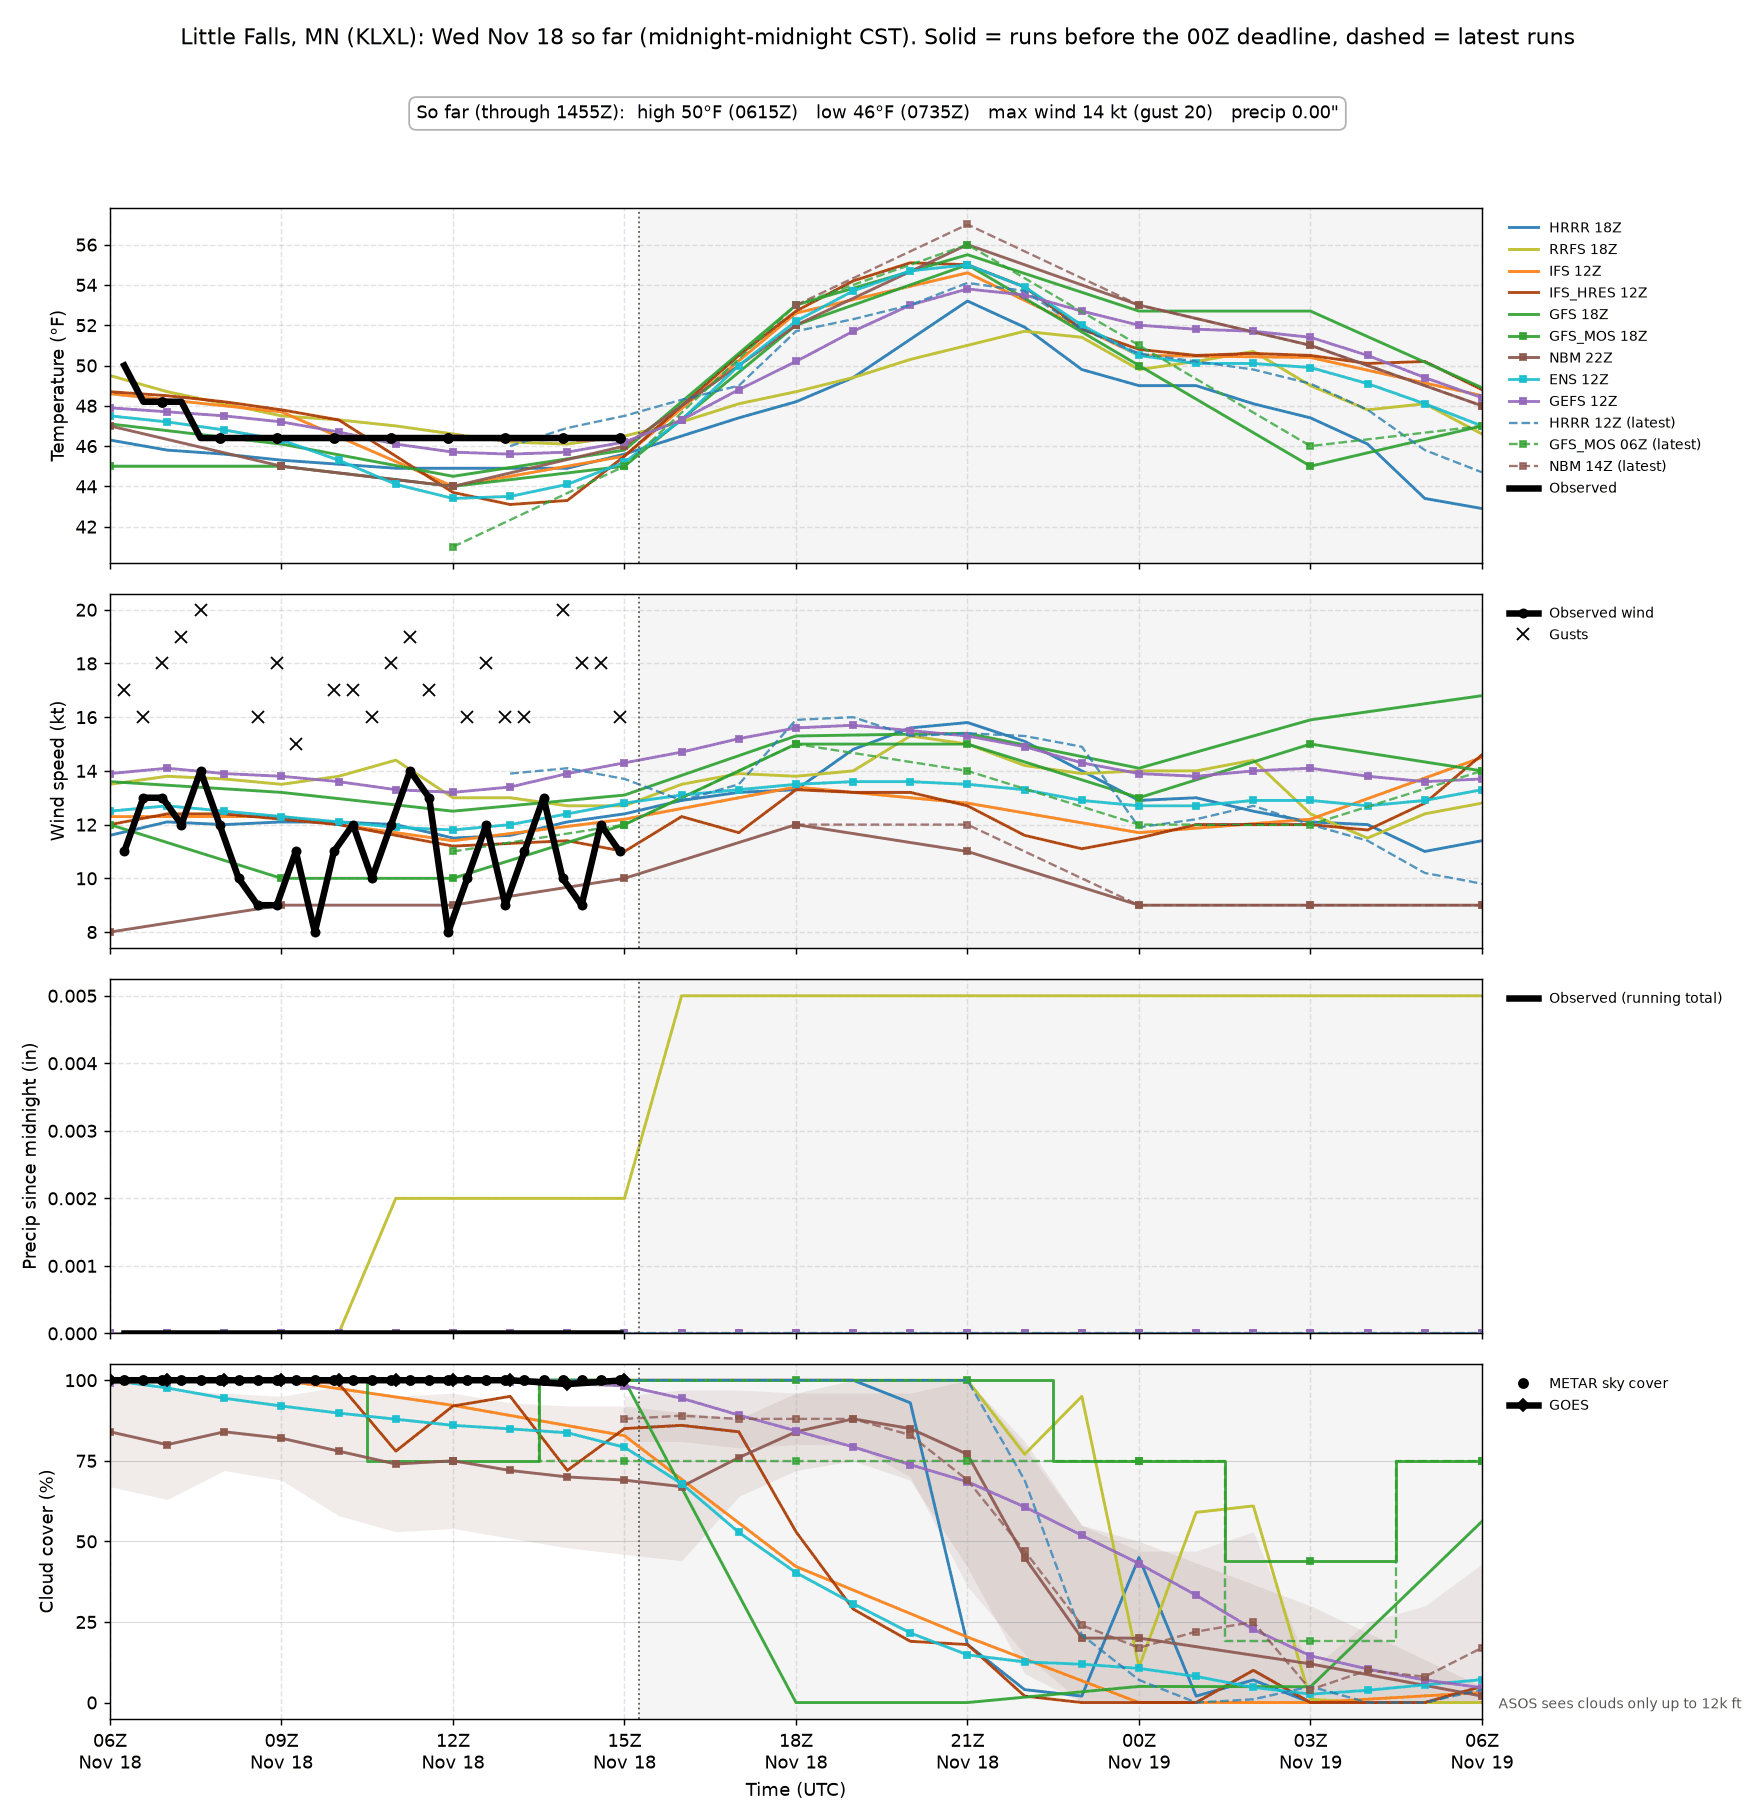 Little Falls, MN (KLXL): Wed Nov 18 so far (midnight-midnight CST). Solid = runs before the 00Z deadline, dashed = latest runs
So far (through 1455Z):  high 50°F (0615Z)   low 46°F (0735Z)   max wind 14 kt (gust 20)   precip 0.00"
Temperature (°F)
56
54
52
50
48
46
44
42
HRRR 18Z
RRFS 18Z
IFS 12Z
IFS_HRES 12Z
GFS 18Z
GFS_MOS 18Z
NBM 22Z
ENS 12Z
GEFS 12Z
HRRR 12Z (latest)
GFS_MOS 06Z (latest)
NBM 14Z (latest)
Observed
Wind speed (kt)
20
18
16
14
12
10
8
Observed wind
Gusts
Precip since midnight (in)
0.005
0.004
0.003
0.002
0.001
0.000
Observed (running total)
Cloud cover (%)
100
75
50
25
0
METAR sky cover
GOES
ASOS sees clouds only up to 12k ft
06Z
Nov 18
09Z
Nov 18
12Z
Nov 18
15Z
Nov 18
18Z
Nov 18
21Z
Nov 18
00Z
Nov 19
03Z
Nov 19
06Z
Nov 19
Time (UTC)